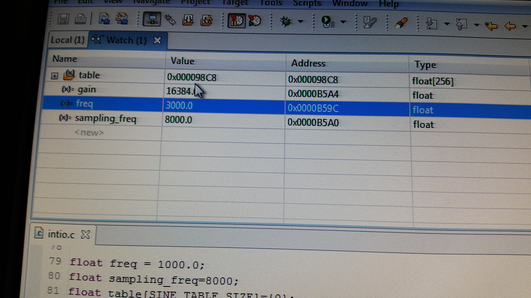 File Edit View Navigate Project Target Tools Scripts Window Help
Local (1) Watch (1)
Name Value Address Type
table 0x000098C8 0x000098C8 float[256]
gain 16384. 0x0000B5A4 float
freq 3000.0 0x0000B59C float
sampling_freq 8000.0 0x0000B5A0 float
<new>
intio.c
78
79 float freq = 1000.0;
80 float sampling_freq=8000;
81 float table[SINE_TABLE_SIZE]={0};